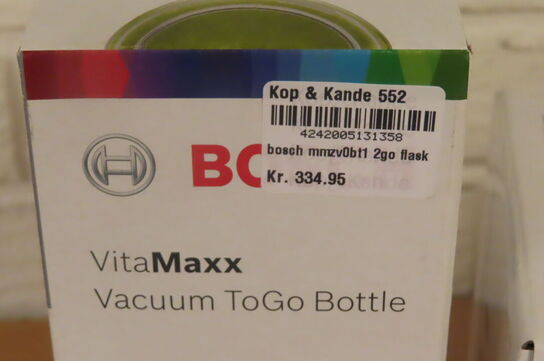 Kop & Kande 552
4242005131358
bosch mmzv0bt1 2go flask
Kr. 334.95
BO
VitaMaxx
Vacuum ToGo Bottle